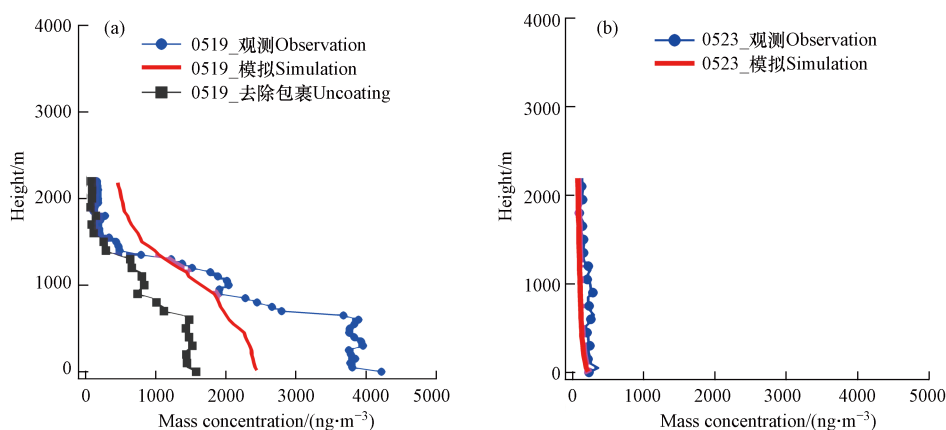 (a)
0519_观测Observation
0519_模拟Simulation
0519_去除包裹Uncoating
4000
3000
2000
1000
0
Height/m
0 1000 2000 3000 4000 5000
Mass concentration/(ng·m⁻³)
(b)
0523_观测Observation
0523_模拟Simulation
4000
3000
2000
1000
0
Height/m
0 1000 2000 3000 4000 5000
Mass concentration/(ng·m⁻³)